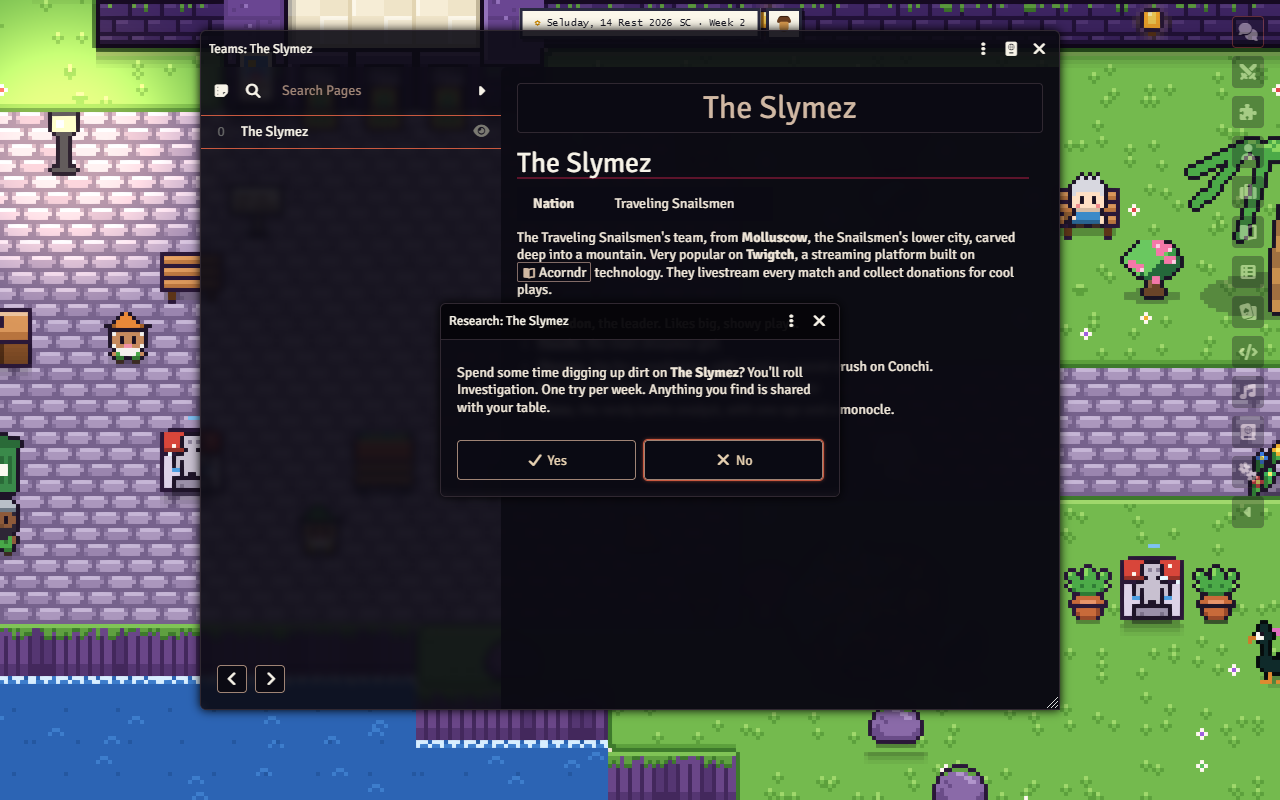 Seluday, 14 Rest 2026 SC · Week 2
Teams: The Slymez
Search Pages
0 The Slymez
The Slymez
The Slymez
Nation Traveling Snailsmen
The Traveling Snailsmen's team, from Molluscow, the Snailsmen's lower city, carved
deep into a mountain. Very popular on Twigtch, a streaming platform built on
Acorndr technology. They livestream every match and collect donations for cool
plays.
Research: The Slymez
the leader. Likes big, showy
rush on Conchi.
monocle.
Spend some time digging up dirt on The Slymez? You'll roll
Investigation. One try per week. Anything you find is shared
with your table.
Yes
No